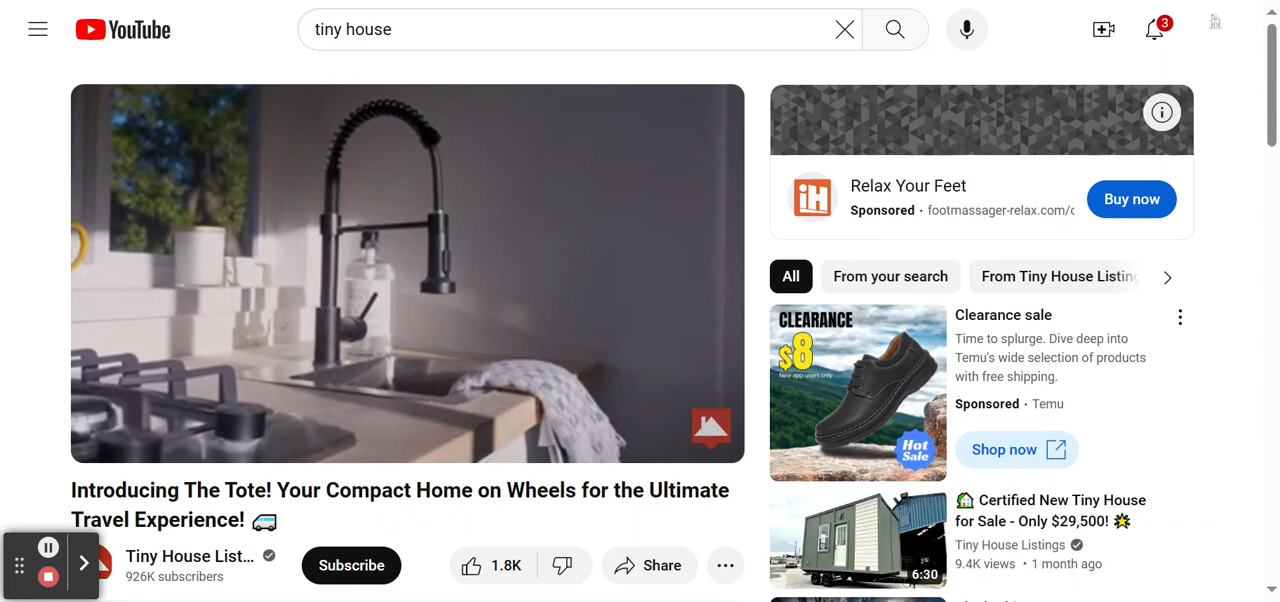 YouTube
tiny house
3
Relax Your Feet
Sponsored · footmassager-relax.com/c
Buy now
All
From your search
From Tiny House Listing
CLEARANCE
$8
New app users only
Hot
Sale
Clearance sale
Time to splurge. Dive deep into
Temu's wide selection of products
with free shipping.
Sponsored · Temu
Shop now
Introducing The Tote! Your Compact Home on Wheels for the Ultimate
Travel Experience! 🚐
Tiny House List...
926K subscribers
Subscribe
1.8K
Share
6:30
🏠 Certified New Tiny House
for Sale - Only $29,500! 🌟
Tiny House Listings
9.4K views · 1 month ago